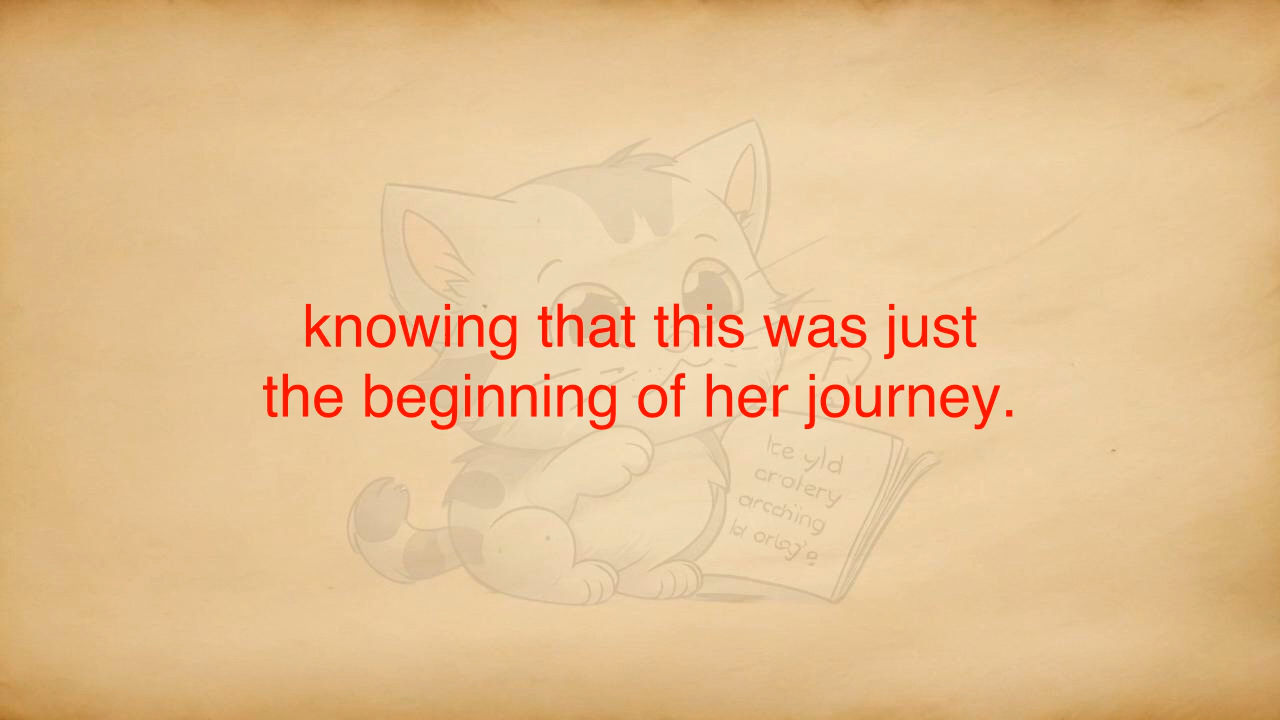 knowing that this was just
the beginning of her journey.